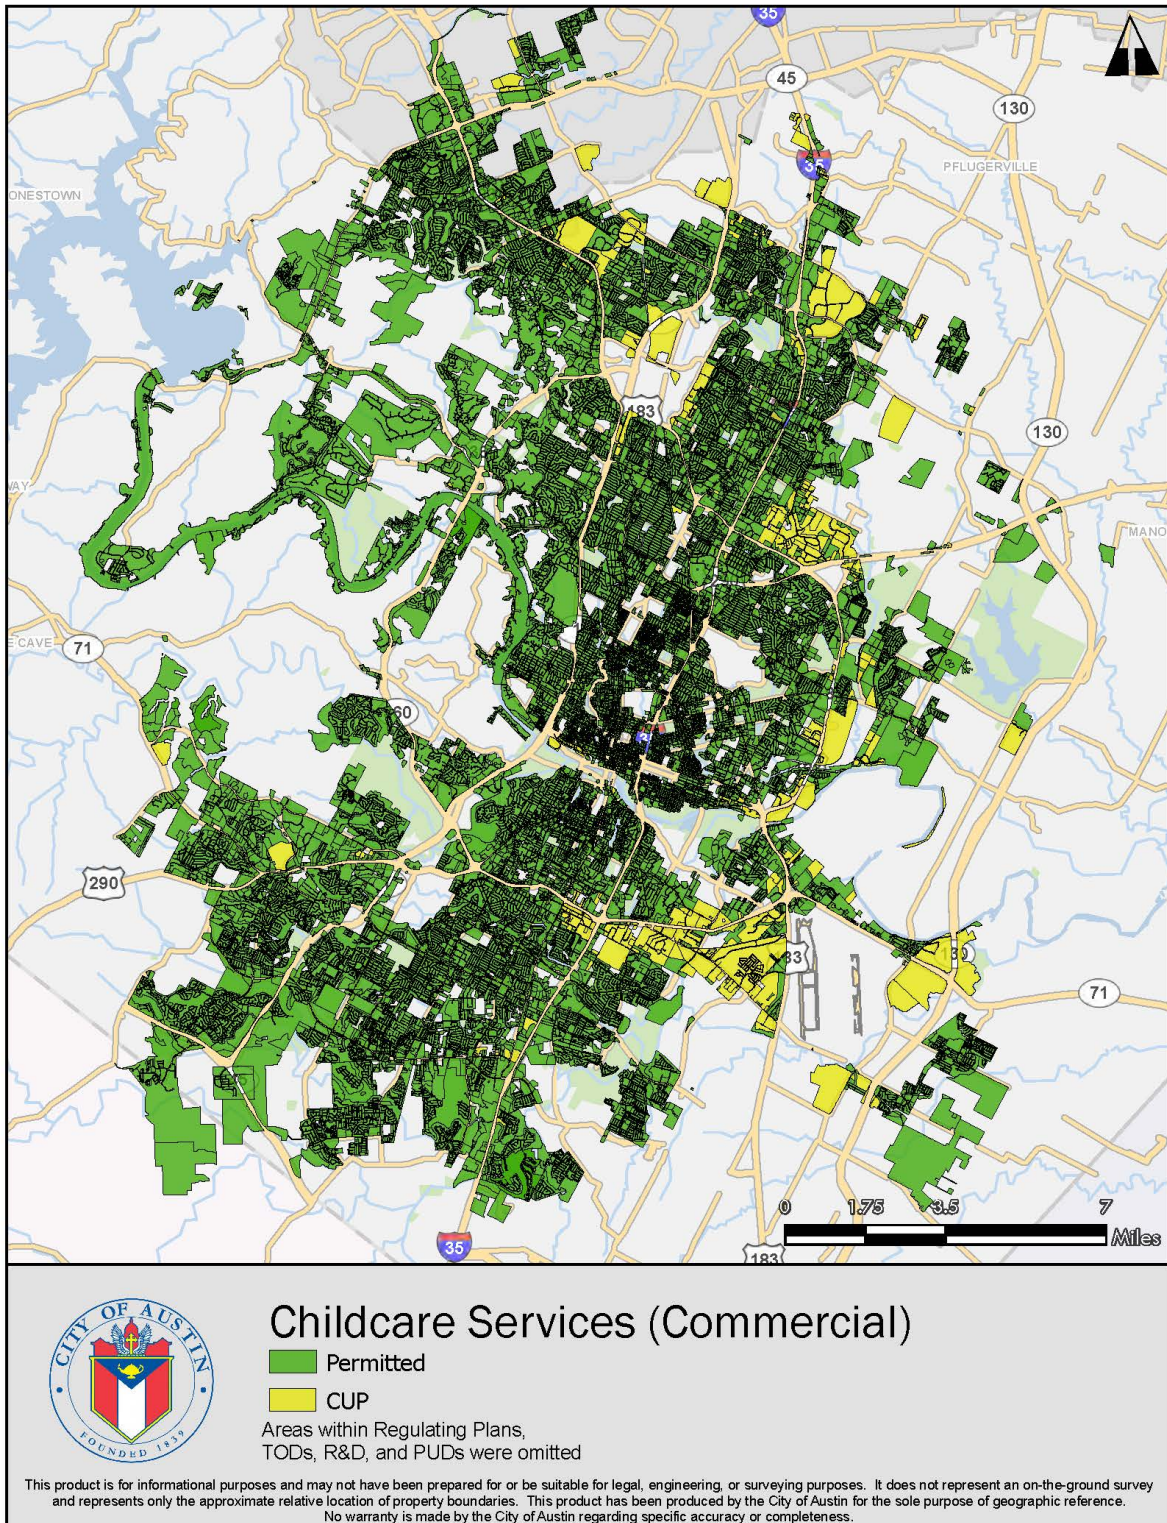 35
45
130
35
PFLUGERVILLE
ONESTOWN
183
130
WAY
MANO
E CAVE
71
60
290
130
71
0 1.75 3.5 7
Miles
35
183
CITY OF AUSTIN
FOUNDED 1839
Childcare Services (Commercial)
Permitted
CUP
Areas within Regulating Plans,
TODs, R&D, and PUDs were omitted
This product is for informational purposes and may not have been prepared for or be suitable for legal, engineering, or surveying purposes. It does not represent an on-the-ground survey
and represents only the approximate relative location of property boundaries. This product has been produced by the City of Austin for the sole purpose of geographic reference.
No warranty is made by the City of Austin regarding specific accuracy or completeness.